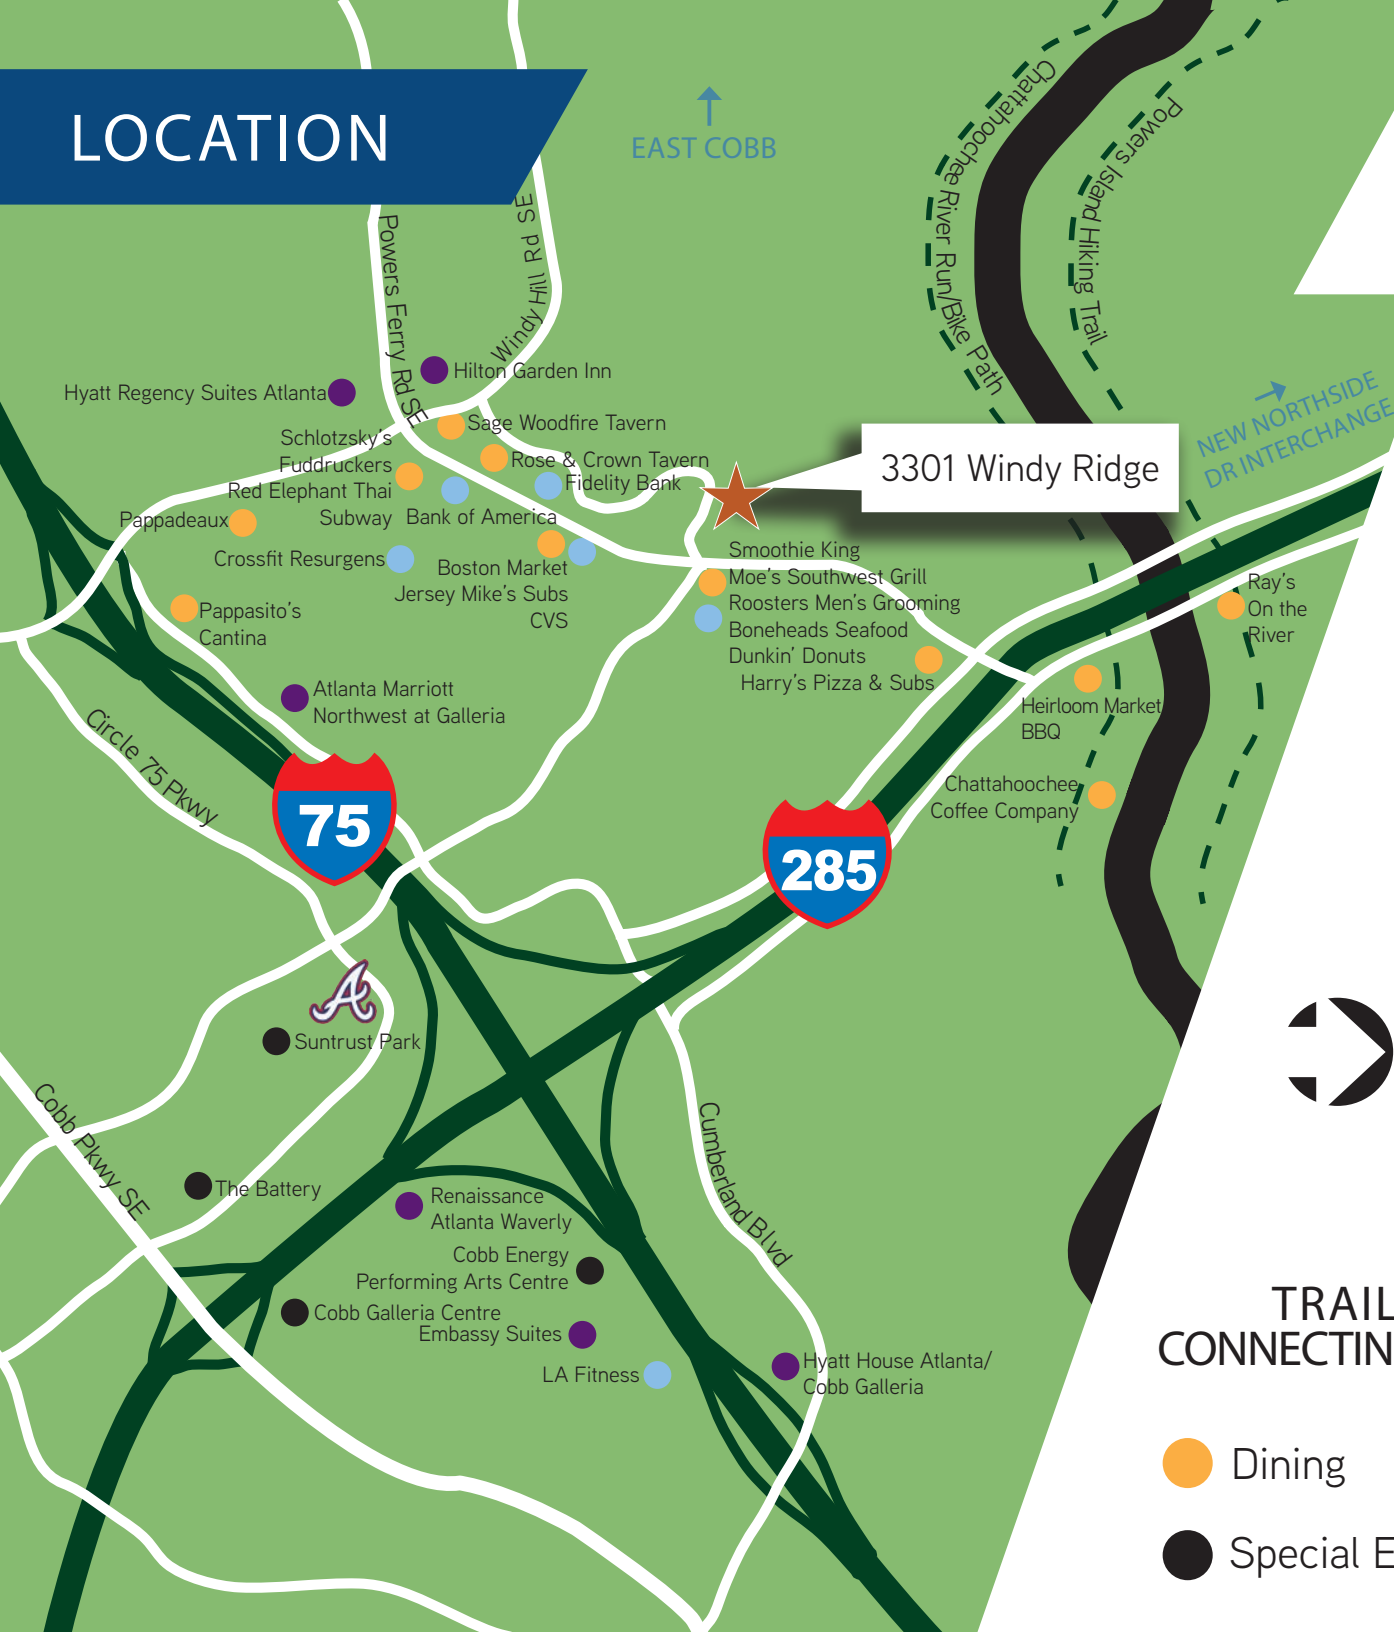 LOCATION
EAST COBB
Chattahoochee River Run/Bike Path
Powers Island Hiking Trail
Powers Ferry Rd SE
Windy Hill Rd SE
NEW NORTHSIDE
DR INTERCHANGE
Hilton Garden Inn
Hyatt Regency Suites Atlanta
Sage Woodfire Tavern
Schlotzsky's
Fuddruckers
Red Elephant Thai
Subway
Rose & Crown Tavern
Fidelity Bank
3301 Windy Ridge
Bank of America
Pappadeaux
Crossfit Resurgens
Boston Market
Jersey Mike's Subs
CVS
Smoothie King
Moe's Southwest Grill
Roosters Men's Grooming
Boneheads Seafood
Dunkin' Donuts
Harry's Pizza & Subs
Ray's
On the
River
Pappasito's
Cantina
Atlanta Marriott
Northwest at Galleria
Heirloom Market
BBQ
Circle 75 Pkwy
Chattahoochee
Coffee Company
75
285
A
Suntrust Park
Cobb Pkwy SE
Cumberland Blvd
The Battery
Renaissance
Atlanta Waverly
Cobb Energy
Performing Arts Centre
Cobb Galleria Centre
Embassy Suites
LA Fitness
Hyatt House Atlanta/
Cobb Galleria
TRAIL
CONNECTIN
Dining
Special E